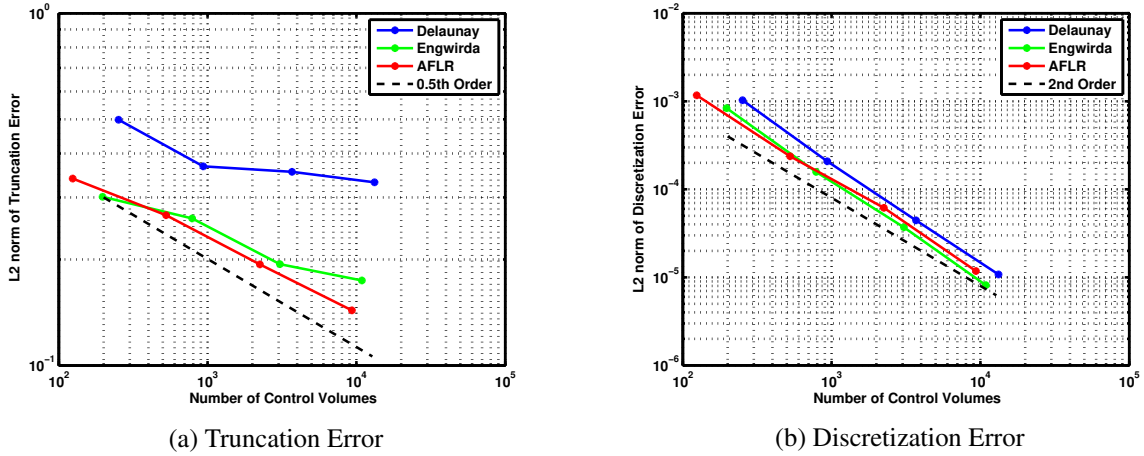 10^0
10^-1
10^2
10^3
10^4
10^5
L2 norm of Truncation Error
Number of Control Volumes
Delaunay
Engwirda
AFLR
0.5th Order
(a) Truncation Error
10^-2
10^-3
10^-4
10^-5
10^-6
10^2
10^3
10^4
10^5
L2 norm of Discretization Error
Number of Control Volumes
Delaunay
Engwirda
AFLR
2nd Order
(b) Discretization Error